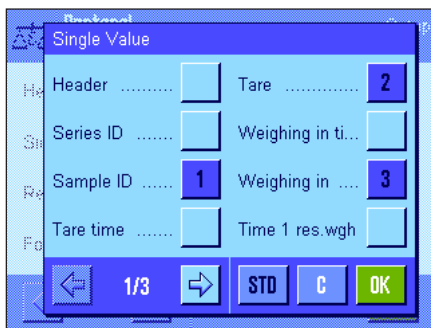 Single Value
Header .......... Tare .............. 2
Series ID ....... Weighing in ti...
Sample ID ...... 1 Weighing in .... 3
Tare time ....... Time 1 res.wgh
1/3 STD C OK